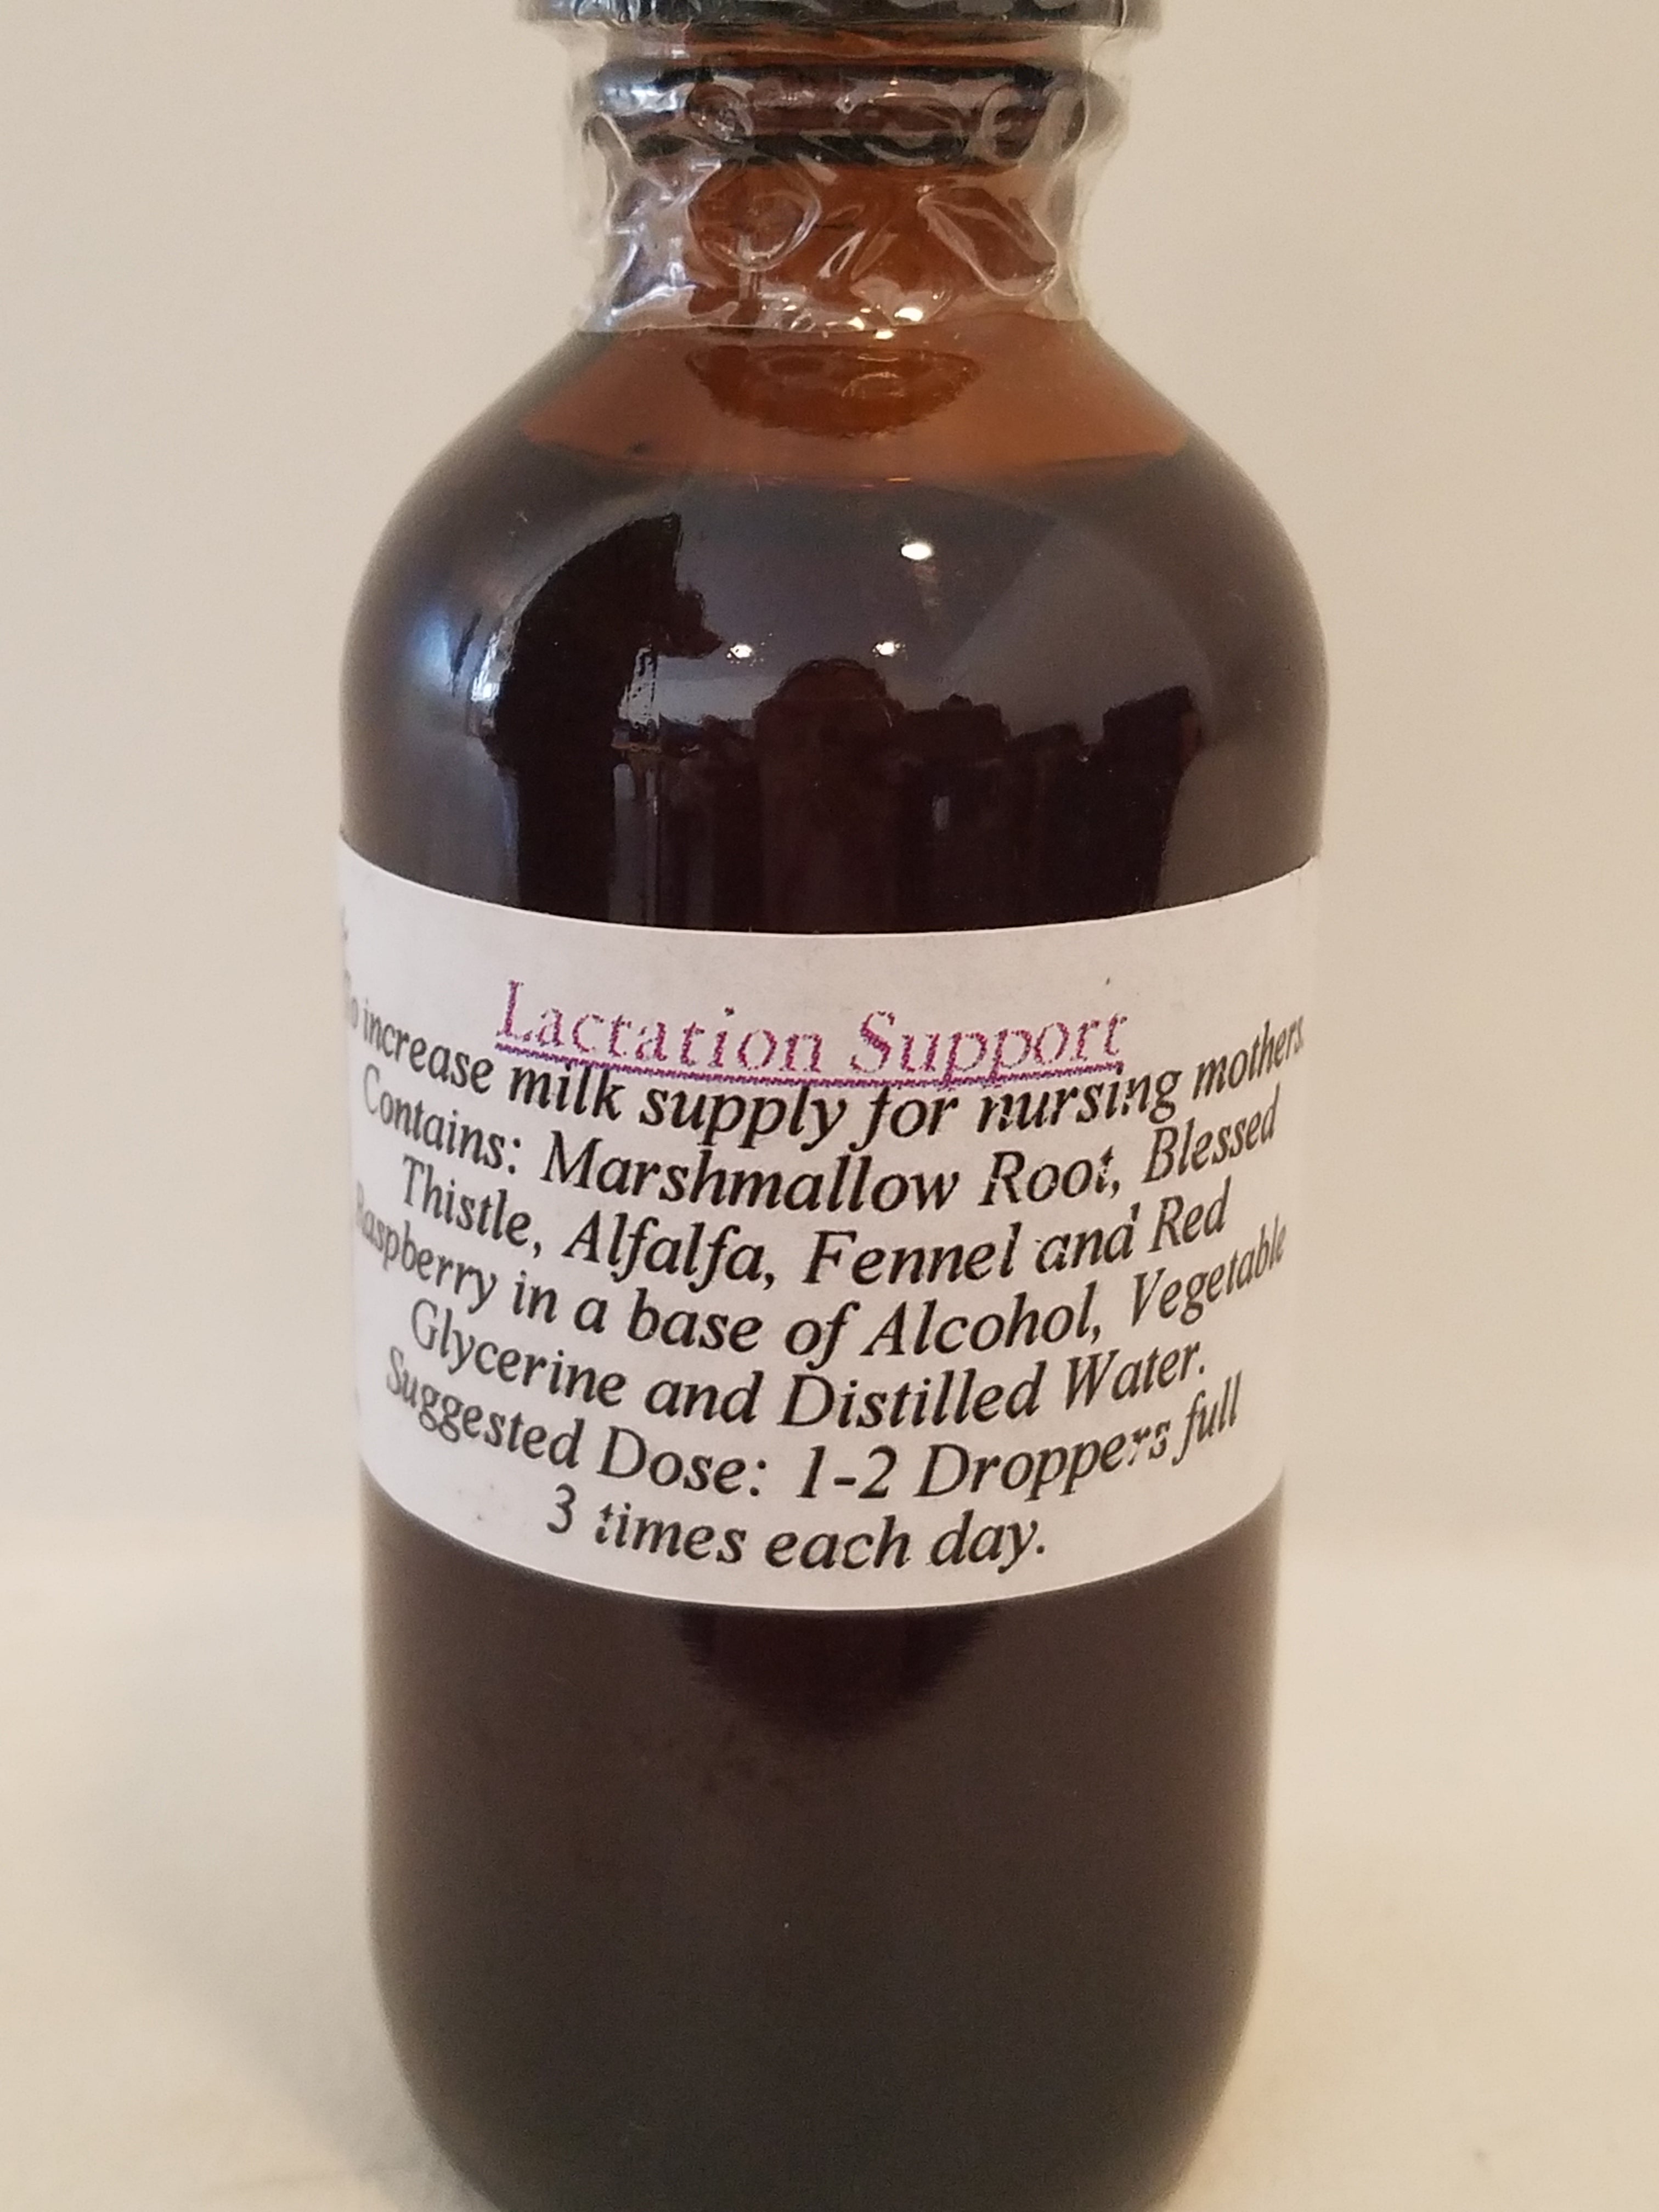 Lactation Support
To increase milk supply for nursing mothers.
Contains: Marshmallow Root, Blessed
Thistle, Alfalfa, Fennel and Red
Raspberry in a base of Alcohol, Vegetable
Glycerine and Distilled Water.
Suggested Dose: 1-2 Droppers full
3 times each day.